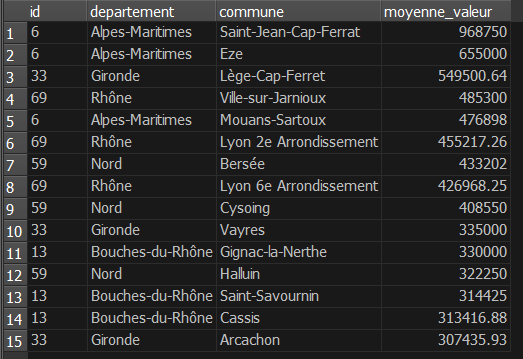 id departement commune moyenne_valeur
1 6 Alpes-Maritimes Saint-Jean-Cap-Ferrat 968750
2 6 Alpes-Maritimes Eze 655000
3 33 Gironde Lège-Cap-Ferret 549500.64
4 69 Rhône Ville-sur-Jarnioux 485300
5 6 Alpes-Maritimes Mouans-Sartoux 476898
6 69 Rhône Lyon 2e Arrondissement 455217.26
7 59 Nord Bersée 433202
8 69 Rhône Lyon 6e Arrondissement 426968.25
9 59 Nord Cysoing 408550
10 33 Gironde Vayres 335000
11 13 Bouches-du-Rhône Gignac-la-Nerthe 330000
12 59 Nord Halluin 322250
13 13 Bouches-du-Rhône Saint-Savournin 314425
14 13 Bouches-du-Rhône Cassis 313416.88
15 33 Gironde Arcachon 307435.93